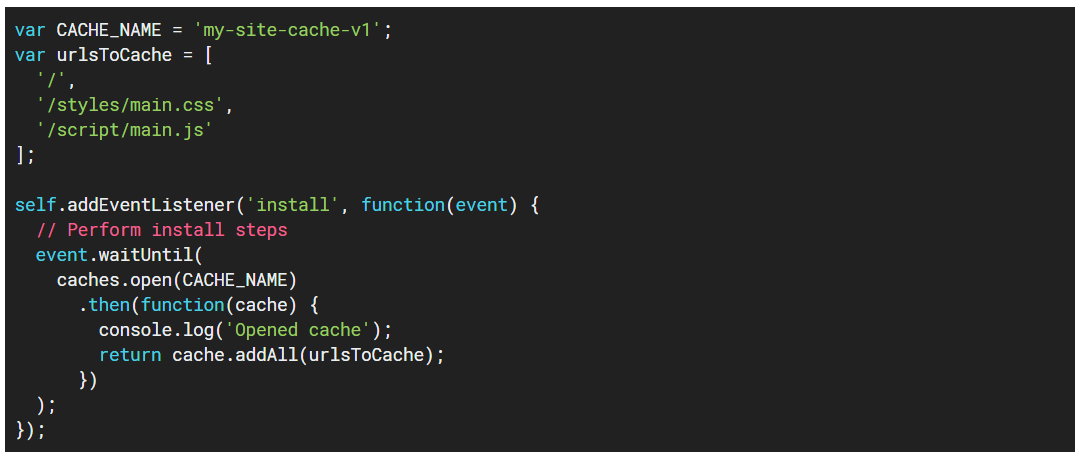 var CACHE_NAME = 'my-site-cache-v1';
var urlsToCache = [
  '/',
  '/styles/main.css',
  '/script/main.js'
];

self.addEventListener('install', function(event) {
  // Perform install steps
  event.waitUntil(
    caches.open(CACHE_NAME)
      .then(function(cache) {
        console.log('Opened cache');
        return cache.addAll(urlsToCache);
      })
  );
});